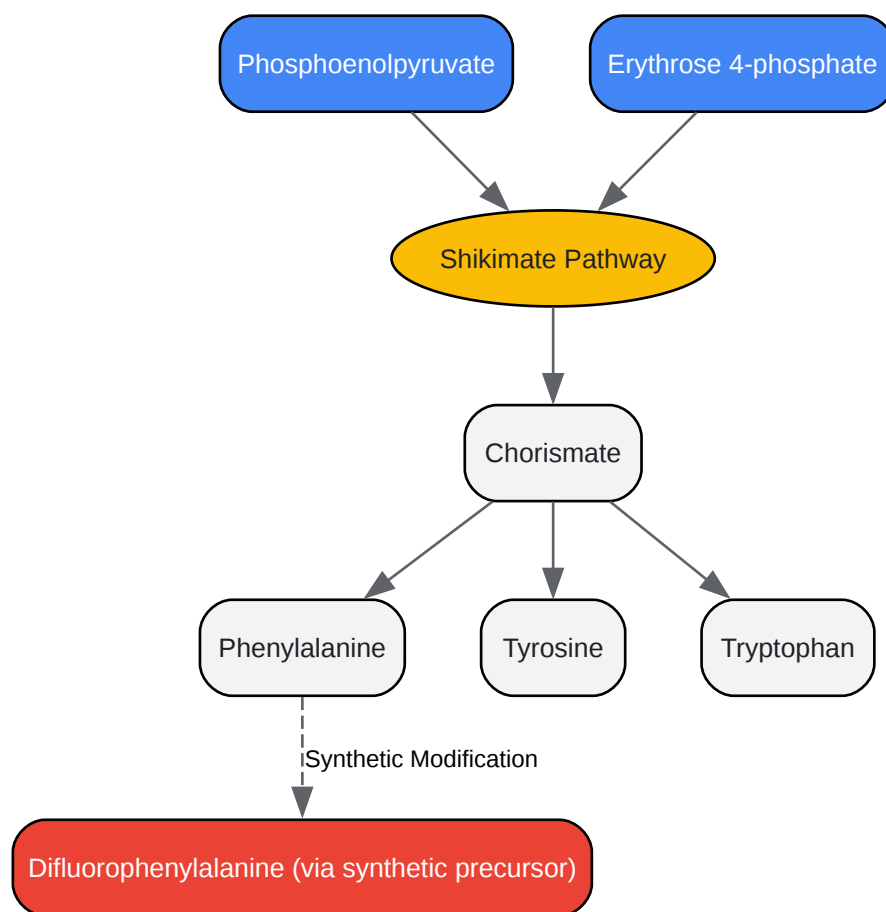 Phosphoenolpyruvate
Erythrose 4-phosphate
Shikimate Pathway
Chorismate
Phenylalanine
Tyrosine
Tryptophan
Synthetic Modification
Difluorophenylalanine (via synthetic precursor)